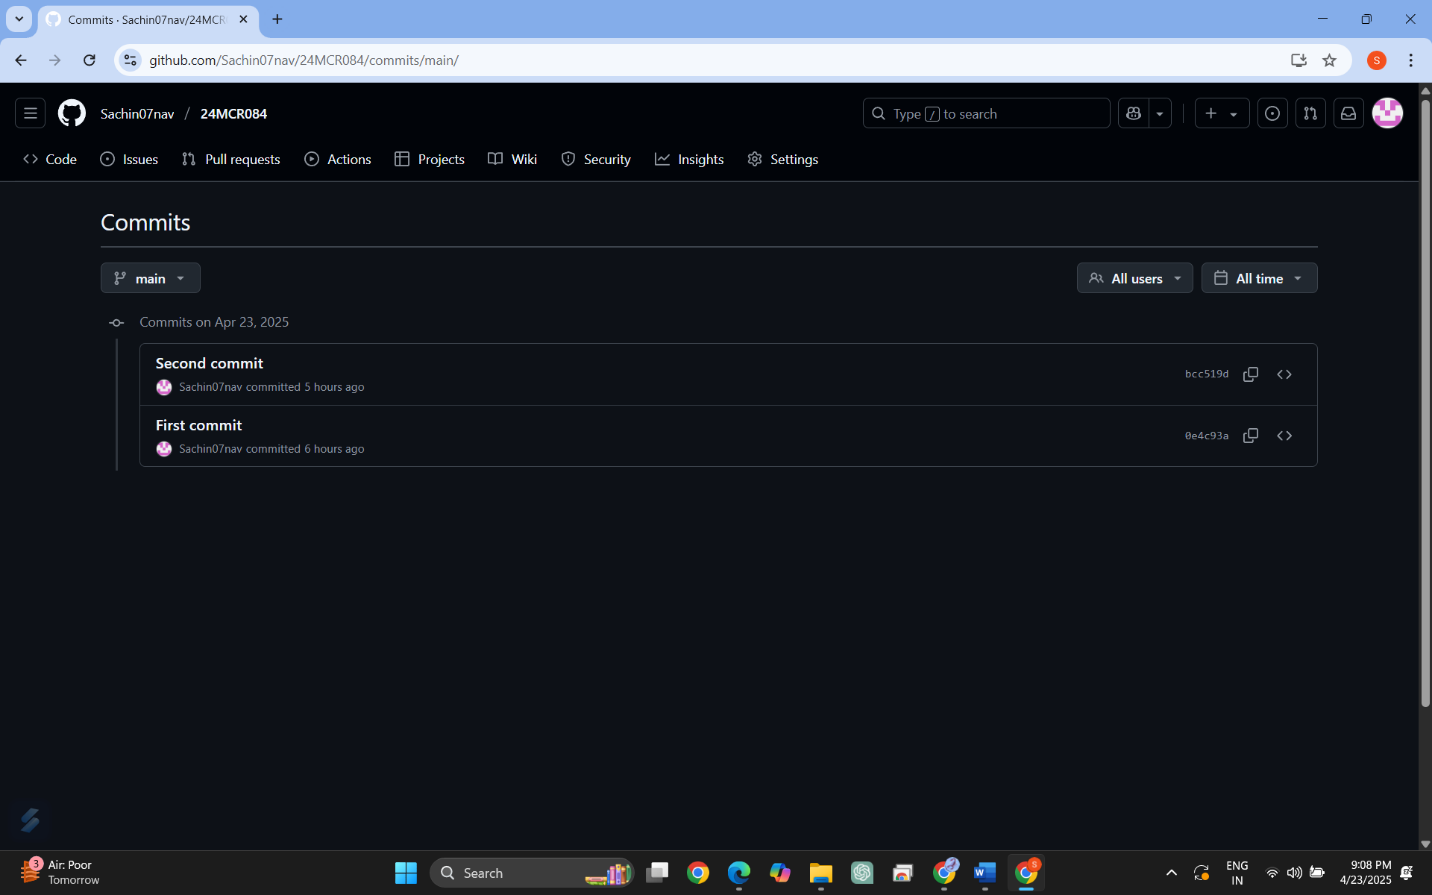 Commits · Sachin07nav/24MCR
github.com/Sachin07nav/24MCR084/commits/main/
S
Sachin07nav / 24MCR084
Type / to search
Code Issues Pull requests Actions Projects Wiki Security Insights Settings
Commits
main All users All time
Commits on Apr 23, 2025
Second commit
Sachin07nav committed 5 hours ago
bcc519d
First commit
Sachin07nav committed 6 hours ago
0e4c93a
3
Air: Poor
Tomorrow
Search
W
S
ENG
IN
9:08 PM
4/23/2025